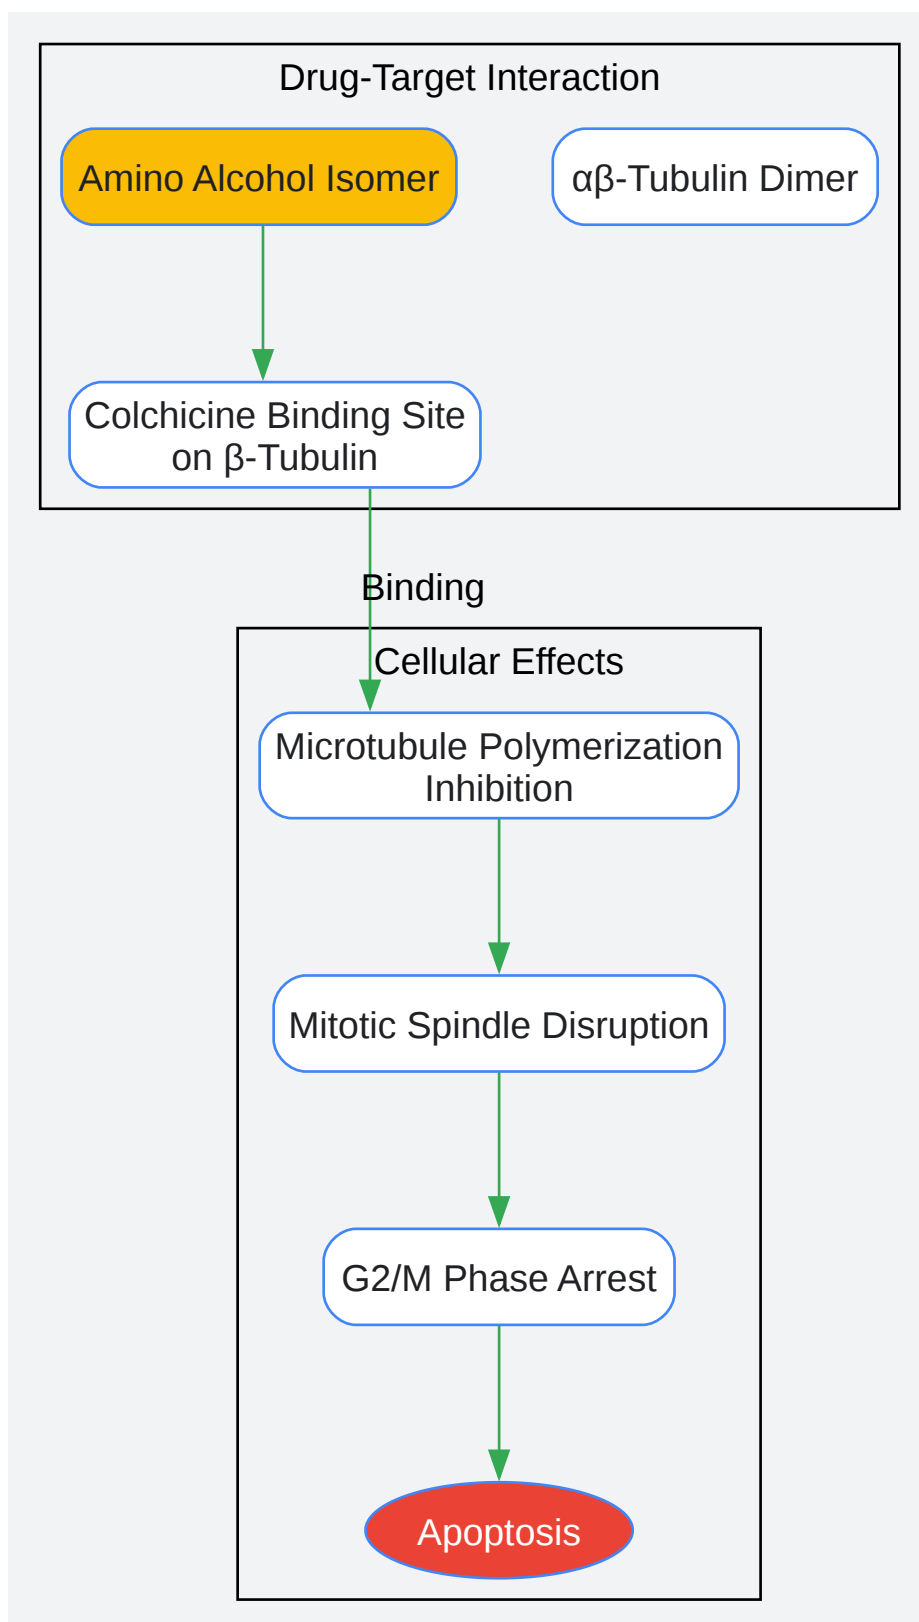 Drug-Target Interaction
Amino Alcohol Isomer
αβ-Tubulin Dimer
Colchicine Binding Site
on β-Tubulin
Binding
Cellular Effects
Microtubule Polymerization
Inhibition
Mitotic Spindle Disruption
G2/M Phase Arrest
Apoptosis